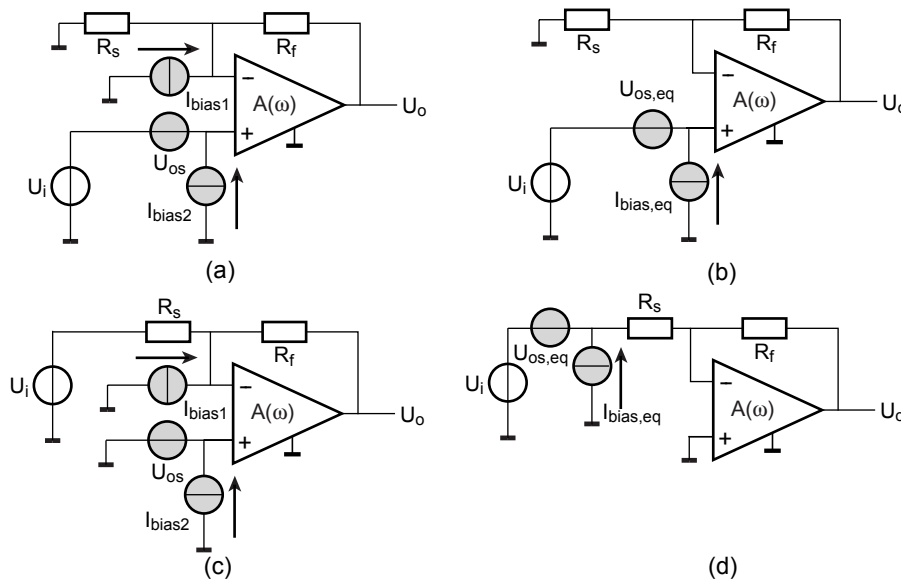 Rs
Rf
Ibias1
−
A(ω)
+
Uo
Uos
Ui
Ibias2
(a)
Rs
Rf
Uos,eq
−
A(ω)
+
Uo
Ui
Ibias,eq
(b)
Rs
Rf
Ui
Ibias1
−
A(ω)
+
Uo
Uos
Ibias2
(c)
Rs
Rf
Uos,eq
Ui
Ibias,eq
−
A(ω)
+
Uo
(d)